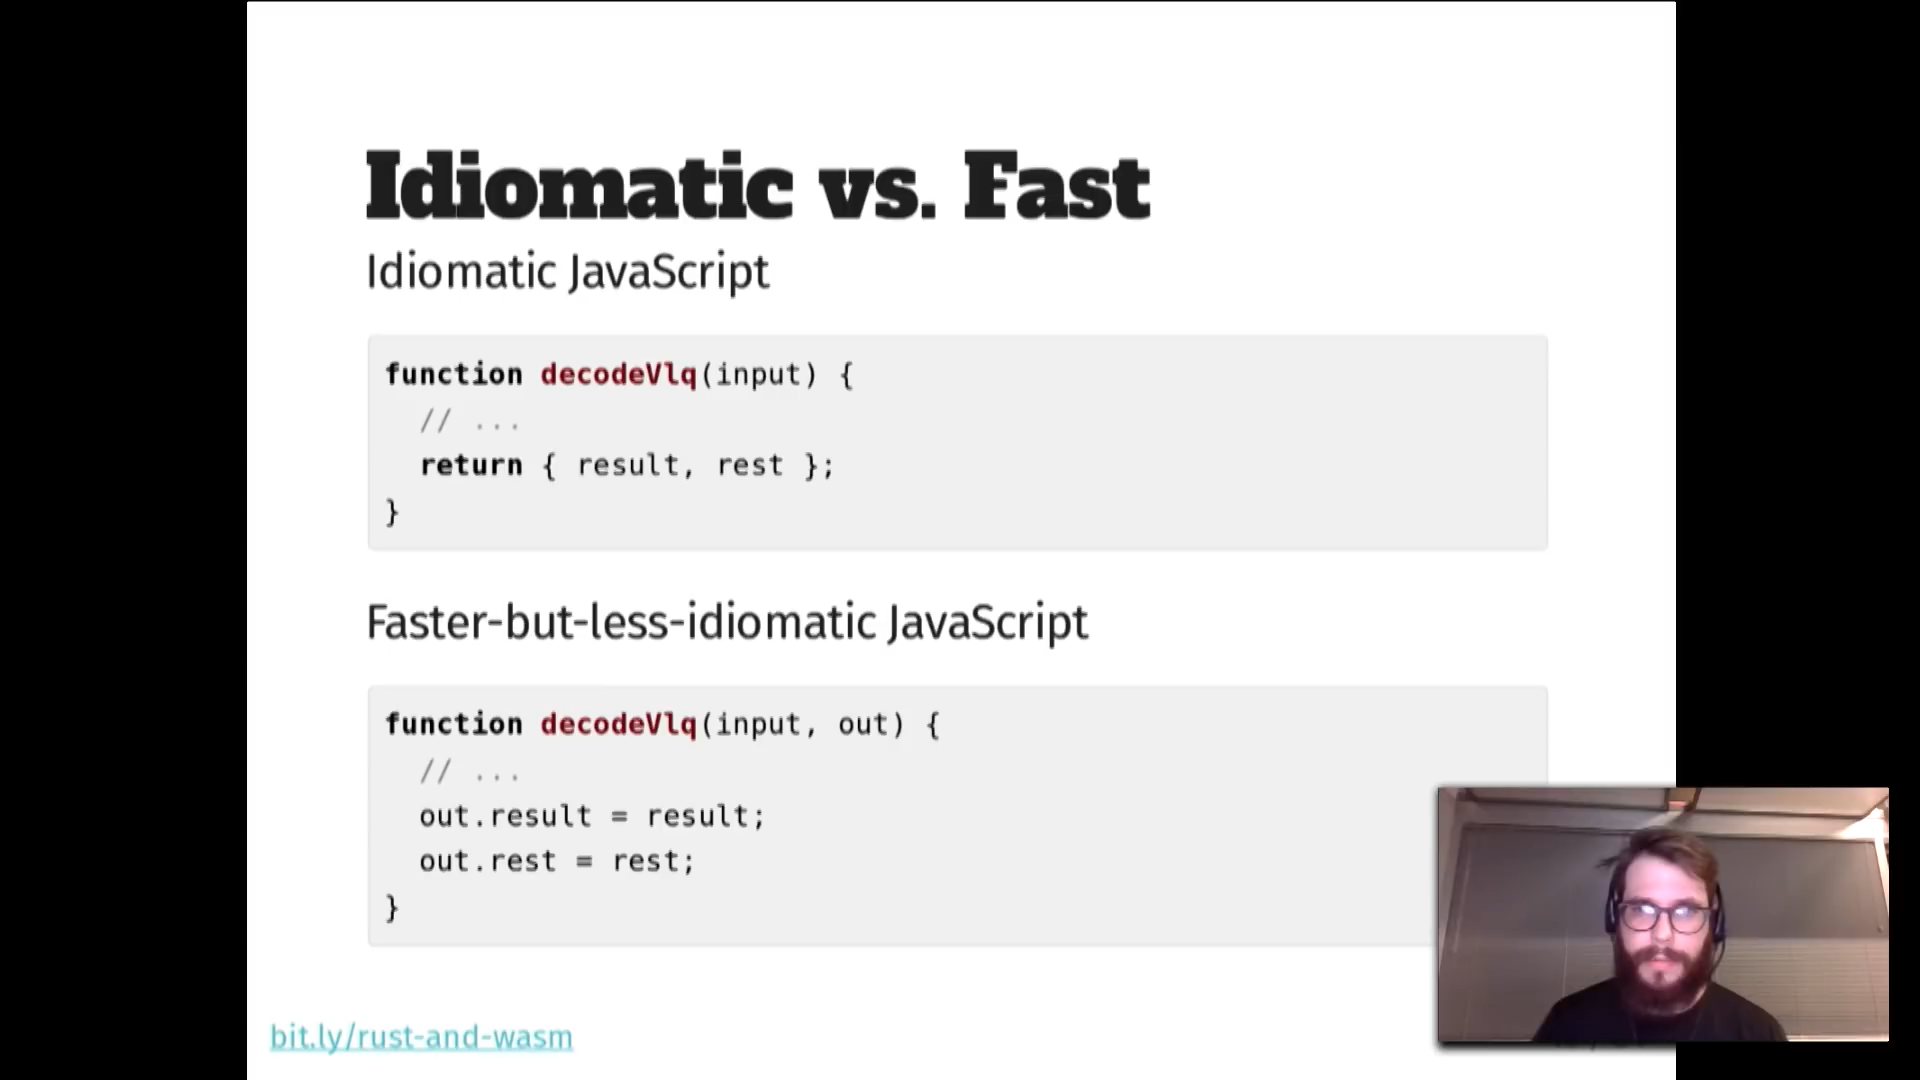 Idiomatic vs. Fast
Idiomatic JavaScript
function decodeVlq(input) {
// ...
return { result, rest };
}
Faster-but-less-idiomatic JavaScript
function decodeVlq(input, out) {
// ...
out.result = result;
out.rest = rest;
}
bit.ly/rust-and-wasm